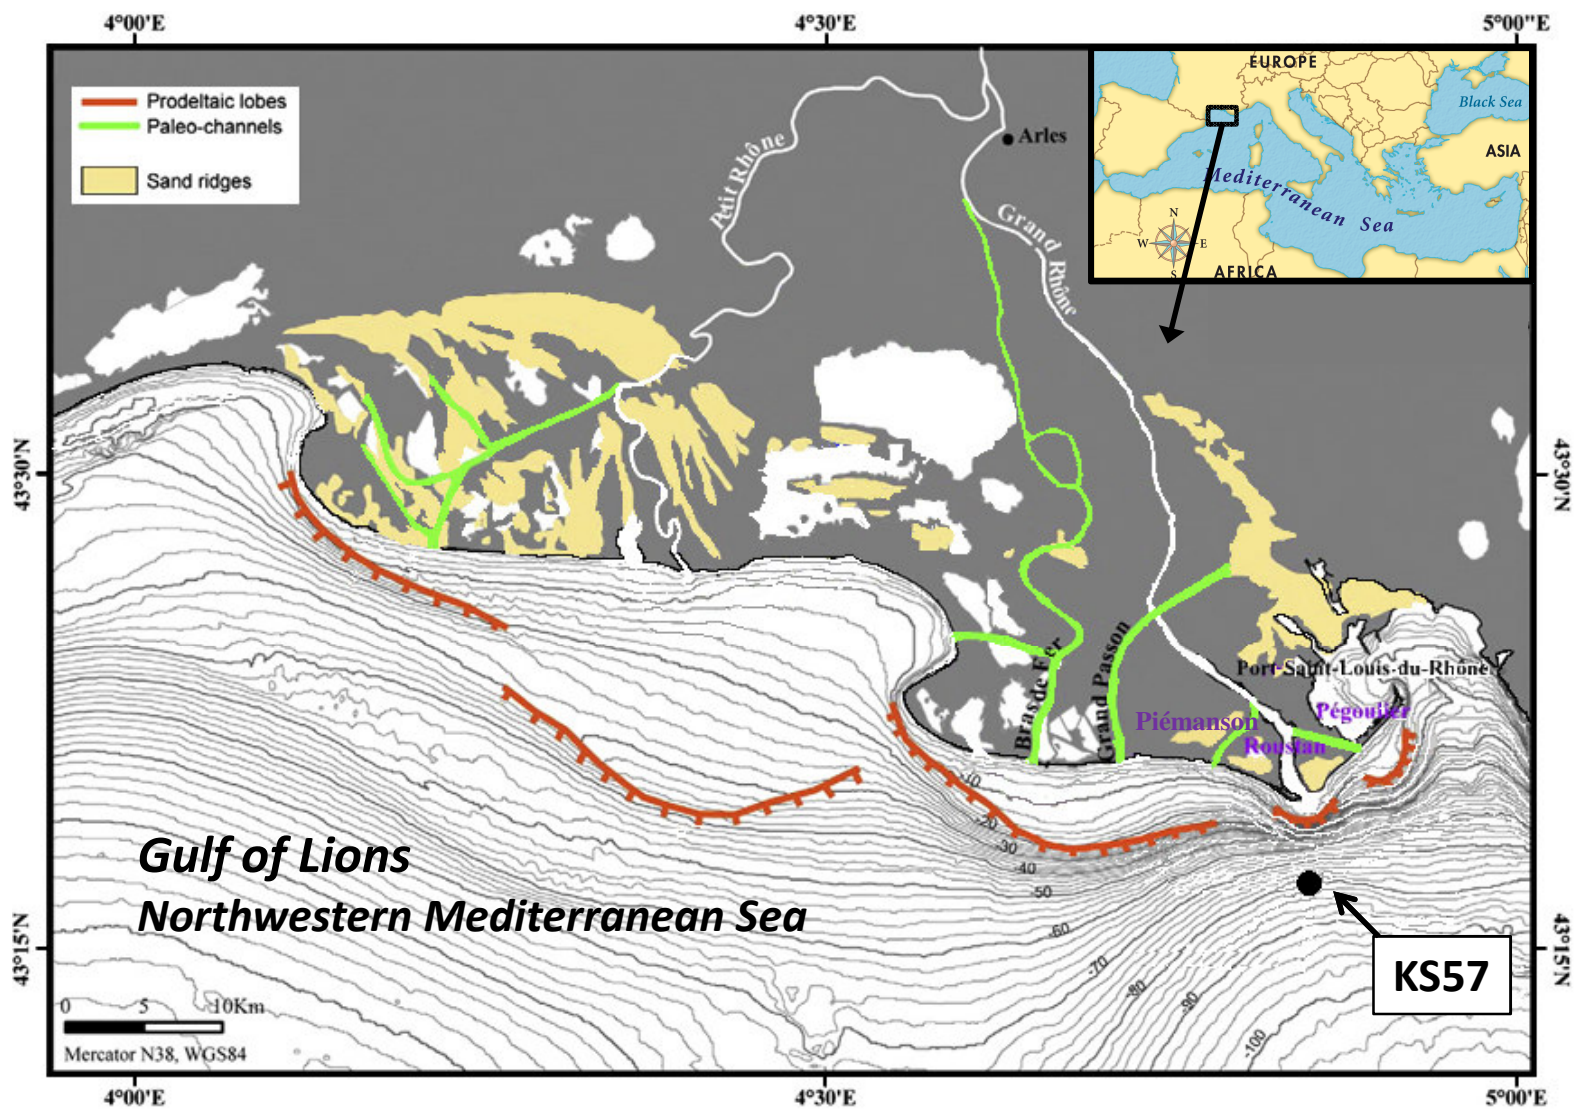 4°00'E
4°30'E
5°00"E
Prodeltaic lobes
Paleo-channels
Sand ridges
EUROPE
Black Sea
ASIA
Mediterranean Sea
N
W
E
S
AFRICA
Arles
Petit Rhône
Grand Rhône
43°30'N
43°30'N
Port-Saint-Louis-du-Rhône
Bras de Fer
Grand Passon
Piémanson
Pégoulier
Roustan
-10
-20
-30
-40
-50
-60
-70
-80
-90
-100
Gulf of Lions
Northwestern Mediterranean Sea
43°15'N
43°15'N
KS57
0 5 10Km
Mercator N38, WGS84
4°00'E
4°30'E
5°00'E